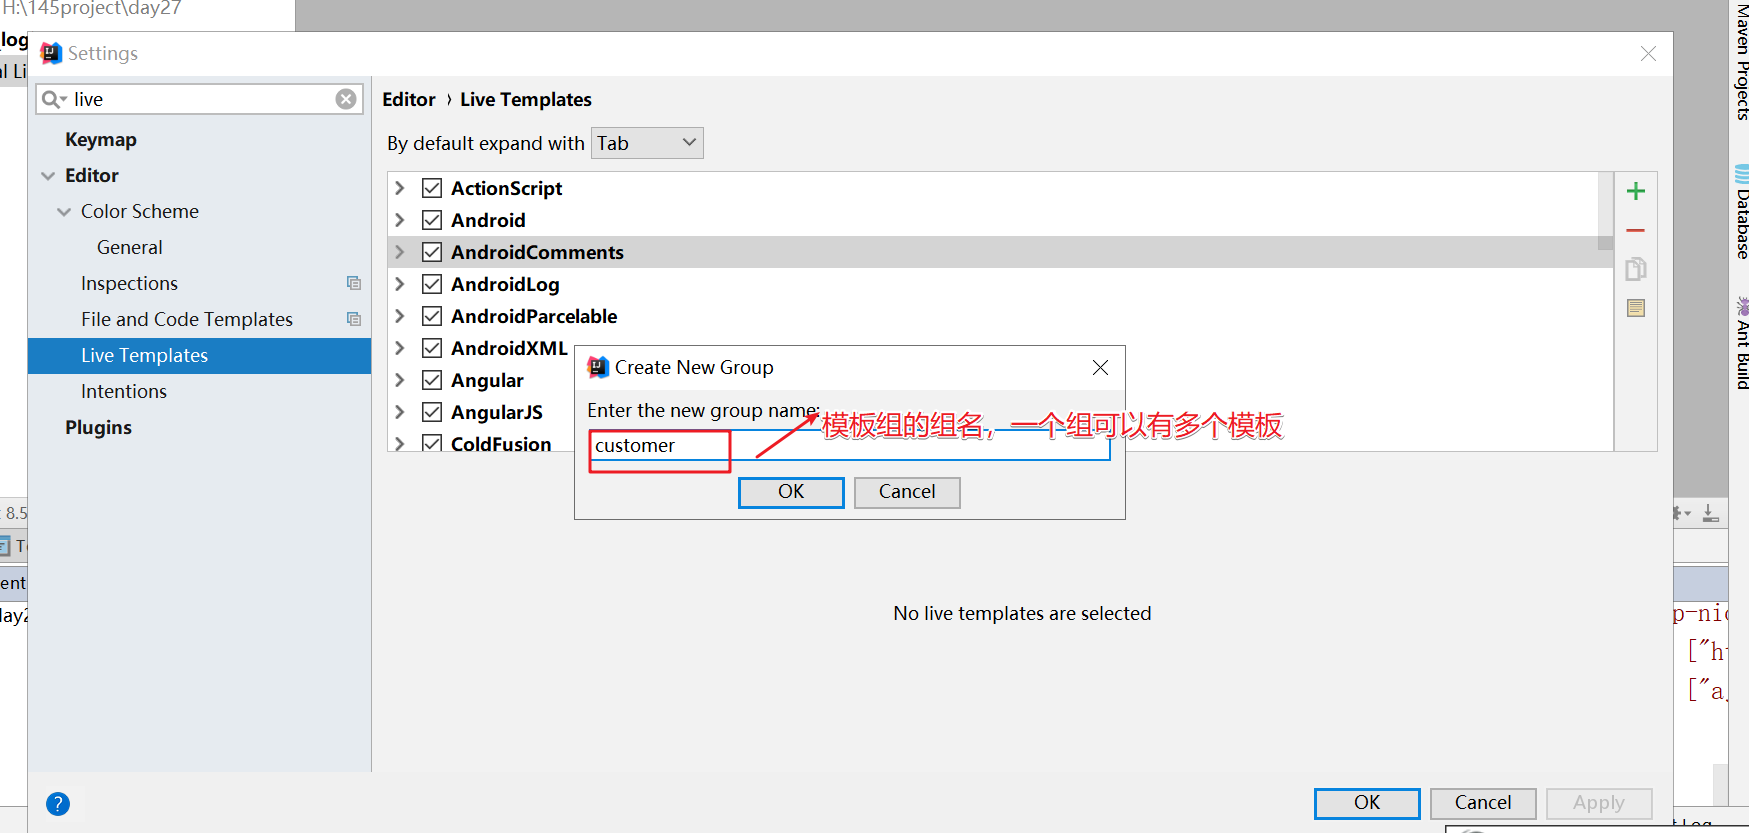 H:\145project\day27
log
Settings
live
Keymap
Editor
Color Scheme
General
Inspections
File and Code Templates
Live Templates
Intentions
Plugins
Editor › Live Templates
By default expand with Tab
ActionScript
Android
AndroidComments
AndroidLog
AndroidParcelable
AndroidXML
Angular
AngularJS
ColdFusion
Create New Group
Enter the new group name:
模板组的组名，一个组可以有多个模板
customer
OK Cancel
No live templates are selected
?
OK Cancel Apply
Maven Projects
Database
Ant Build
8.5
["h
["a